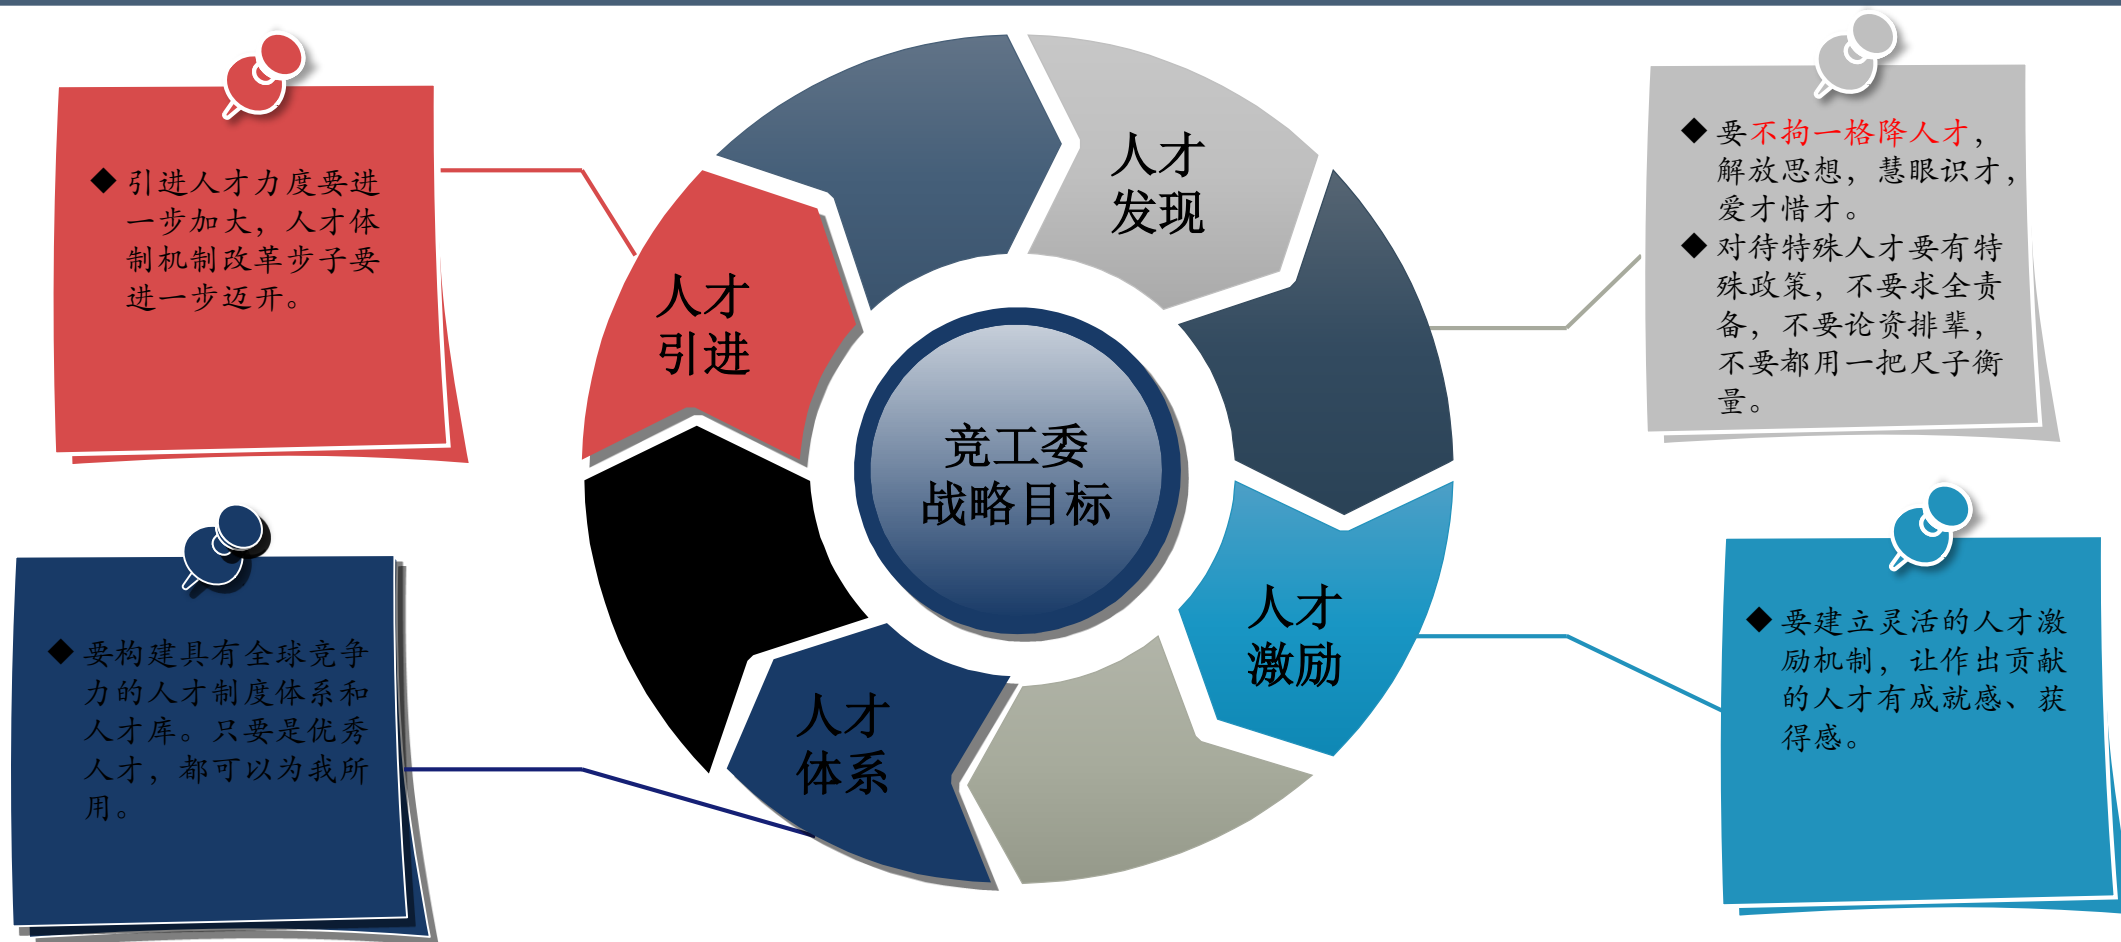 引进人才力度要进
一步加大，人才体
制机制改革步子要
进一步迈开。
要构建具有全球竞争
力的人才制度体系和
人才库。只要是优秀
人才，都可以为我所
用。
人才
发现
人才
引进
竞工委
战略目标
人才
激励
人才
体系
要不拘一格降人才，
解放思想，慧眼识才，
爱才惜才。
对待特殊人才要有特
殊政策，不要求全责
备，不要论资排辈，
不要都用一把尺子衡
量。
要建立灵活的人才激
励机制，让作出贡献
的人才有成就感、获
得感。